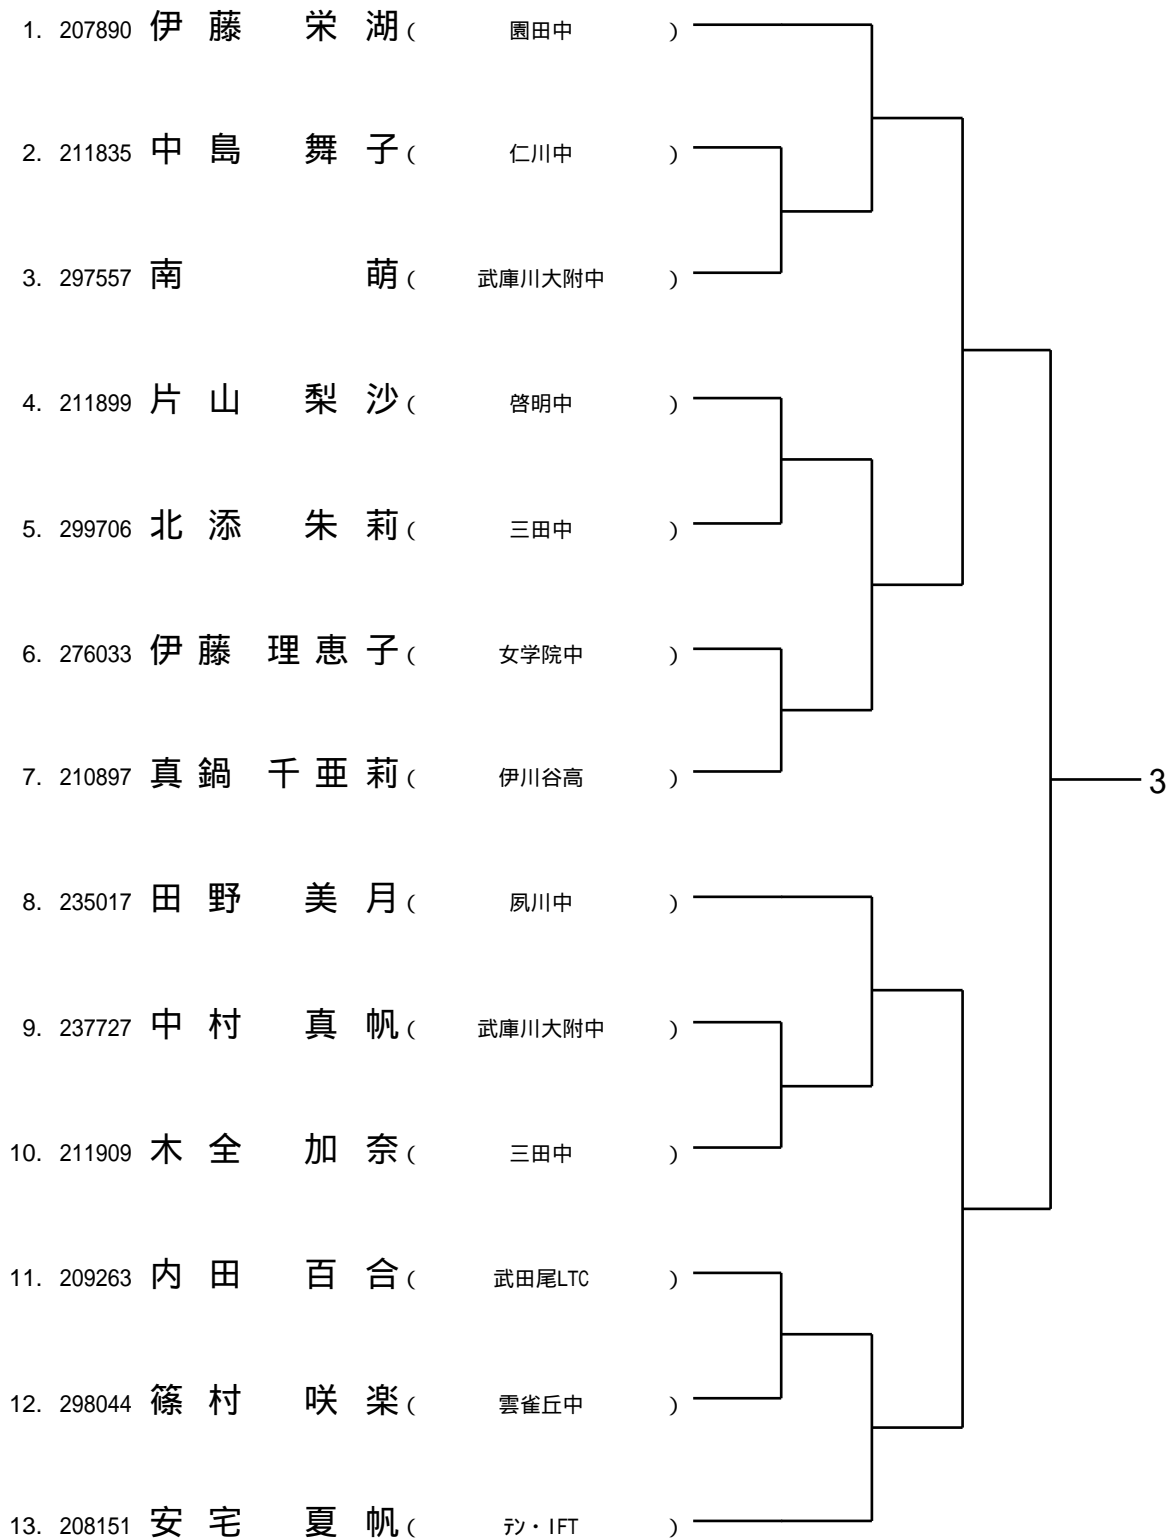 1. 207890 伊藤 栄湖 ( 園田中 )
2. 211835 中島 舞子 ( 仁川中 )
3. 297557 南 萌 ( 武庫川大附中 )
4. 211899 片山 梨沙 ( 啓明中 )
5. 299706 北添 朱莉 ( 三田中 )
6. 276033 伊藤 理恵子 ( 女学院中 )
7. 210897 真鍋 千亜莉 ( 伊川谷高 )
3
8. 235017 田野 美月 ( 夙川中 )
9. 237727 中村 真帆 ( 武庫川大附中 )
10. 211909 木全 加奈 ( 三田中 )
11. 209263 内田 百合 ( 武田尾LTC )
12. 298044 篠村 咲楽 ( 雲雀丘中 )
13. 208151 安宅 夏帆 ( テン・IFT )